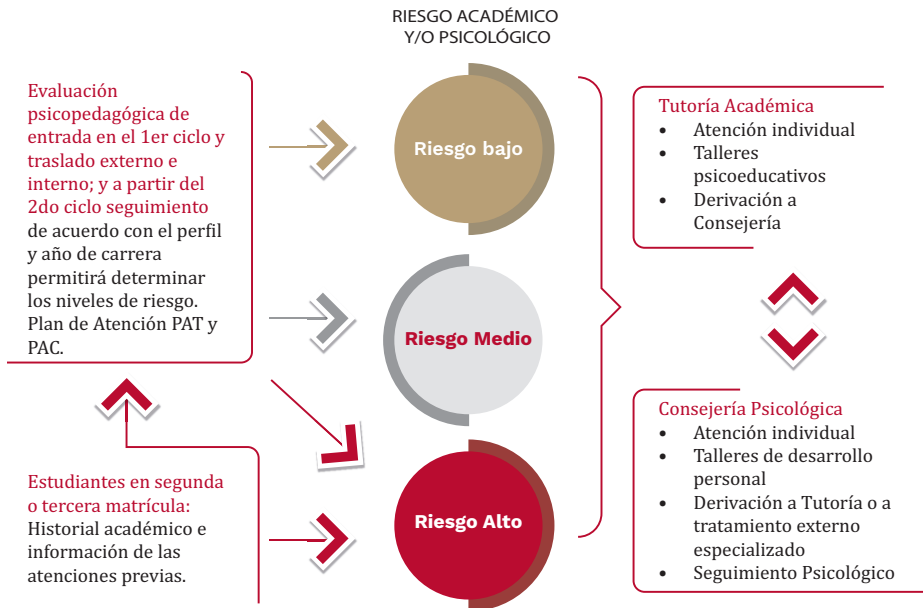 RIESGO ACADÉMICO
Y/O PSICOLÓGICO
Evaluación
psicopedagógica de
entrada en el 1er ciclo y
traslado externo e
interno; y a partir del
2do ciclo seguimiento
de acuerdo con el perfil
y año de carrera
permitirá determinar
los niveles de riesgo.
Plan de Atención PAT y
PAC.
Estudiantes en segunda
o tercera matrícula:
Historial académico e
información de las
atenciones previas.
Riesgo bajo
Riesgo Medio
Riesgo Alto
Tutoría Académica
• Atención individual
• Talleres
psicoeducativos
• Derivación a
Consejería
Consejería Psicológica
• Atención individual
• Talleres de desarrollo
personal
• Derivación a Tutoría o a
tratamiento externo
especializado
• Seguimiento Psicológico